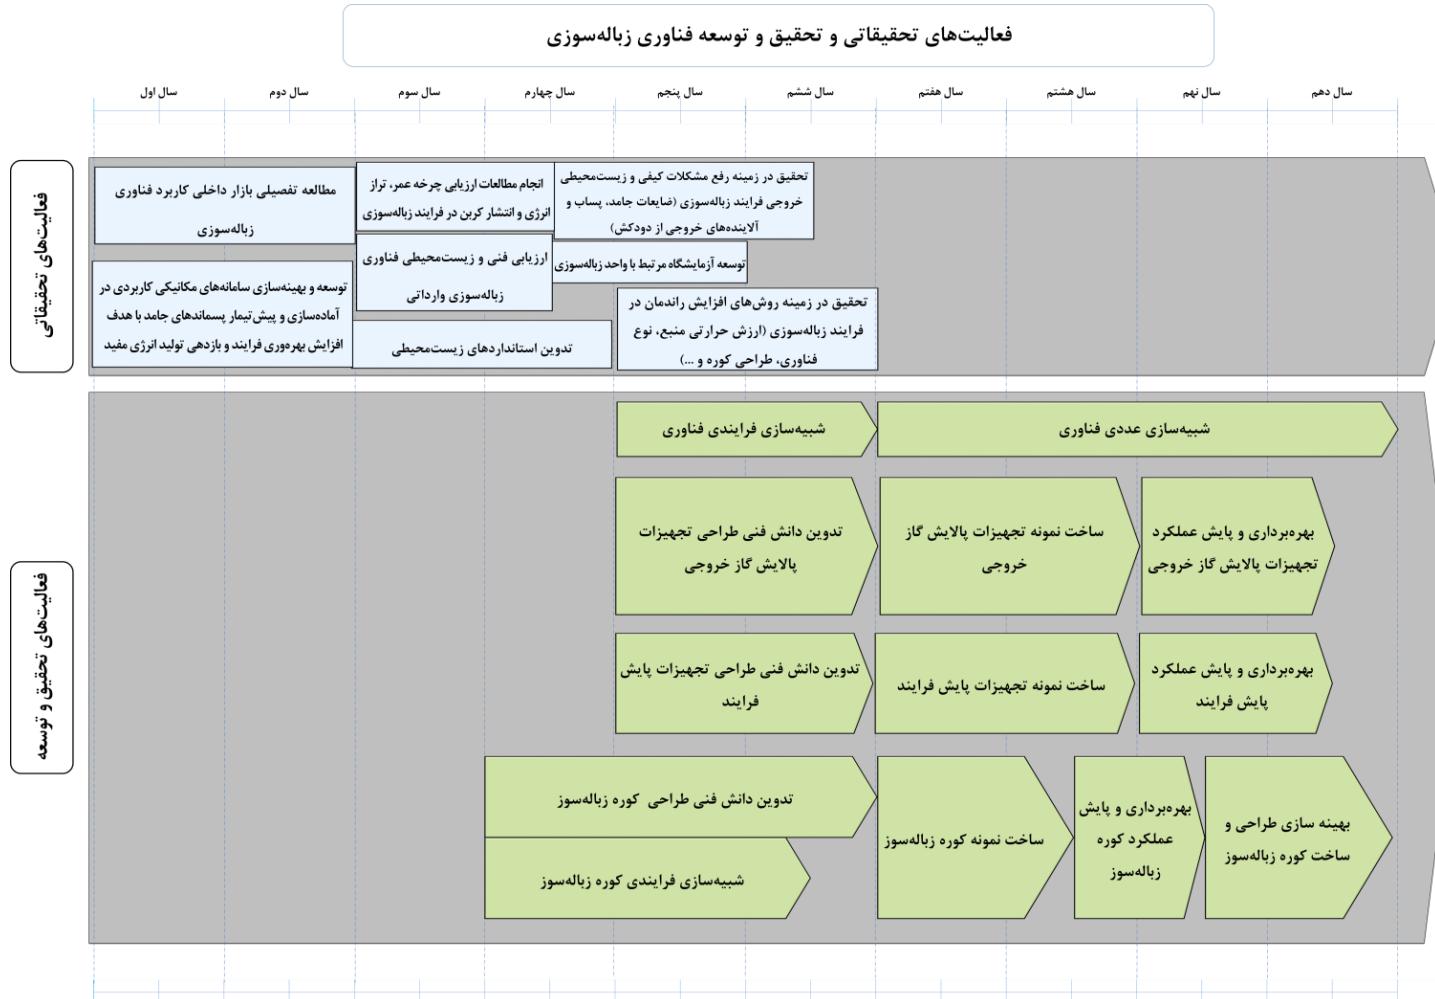 فعالیت‌های تحقیقاتی و تحقیق و توسعه فناوری زباله‌سوزی
سال اول
سال دوم
سال سوم
سال چهارم
سال پنجم
سال ششم
سال هفتم
سال هشتم
سال نهم
سال دهم
فعالیت‌های تحقیقاتی
مطالعه تفصیلی بازار داخلی کاربرد فناوری
زباله‌سوزی
توسعه و بهینه‌سازی سامانه‌های مکانیکی کاربردی در
آماده‌سازی و پیش‌تیمار پسماندهای جامد با هدف
افزایش بهره‌وری فرایند و بازدهی تولید انرژی مفید
انجام مطالعات ارزیابی چرخه عمر، تراز
انرژی و انتشار کربن در فرایند زباله‌سوزی
ارزیابی فنی و زیست‌محیطی فناوری
زباله‌سوزی وارداتی
تدوین استانداردهای زیست‌محیطی
تحقیق در زمینه رفع مشکلات کیفی و زیست‌محیطی
خروجی فرایند زباله‌سوزی (ضایعات جامد، پساب و
آلاینده‌های خروجی از دودکش)
توسعه آزمایشگاه مرتبط با واحد زباله‌سوزی
تحقیق در زمینه روش‌های افزایش راندمان در
فرایند زباله‌سوزی (ارزش حرارتی منبع، نوع
فناوری، طراحی کوره و ...)
فعالیت‌های تحقیق و توسعه
شبیه‌سازی فرایندی فناوری
شبیه‌سازی عددی فناوری
تدوین دانش فنی طراحی تجهیزات
پالایش گاز خروجی
ساخت نمونه تجهیزات پالایش گاز
خروجی
بهره‌برداری و پایش عملکرد
تجهیزات پالایش گاز خروجی
تدوین دانش فنی طراحی تجهیزات پایش
فرایند
ساخت نمونه تجهیزات پایش فرایند
بهره‌برداری و پایش عملکرد
پایش فرایند
تدوین دانش فنی طراحی کوره زباله‌سوز
شبیه‌سازی فرایندی کوره زباله‌سوز
ساخت نمونه کوره زباله‌سوز
بهره‌برداری و پایش
عملکرد کوره
زباله‌سوز
بهینه سازی طراحی و
ساخت کوره زباله‌سوز